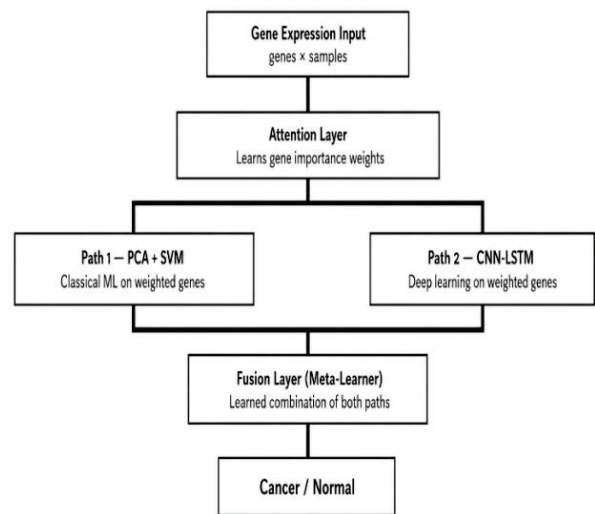 Gene Expression Input
genes × samples
Attention Layer
Learns gene importance weights
Path 1 — PCA + SVM
Classical ML on weighted genes
Path 2 — CNN-LSTM
Deep learning on weighted genes
Fusion Layer (Meta-Learner)
Learned combination of both paths
Cancer / Normal